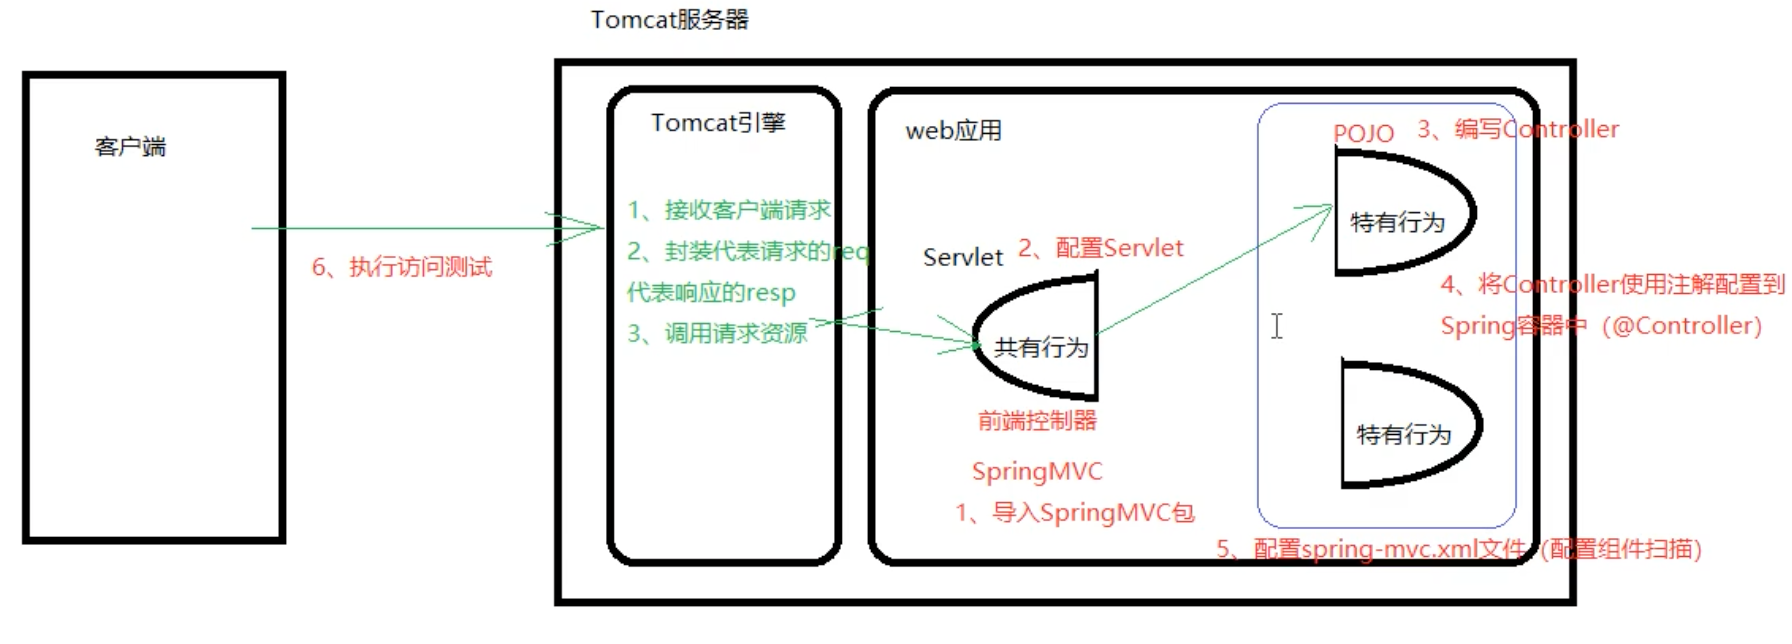 Tomcat服务器
客户端
6、执行访问测试
Tomcat引擎
1、接收客户端请求
2、封装代表请求的req
代表响应的resp
3、调用请求资源
web应用
Servlet
2、配置Servlet
共有行为
前端控制器
SpringMVC
1、导入SpringMVC包
POJO
3、编写Controller
特有行为
4、将Controller使用注解配置到
Spring容器中（@Controller）
特有行为
5、配置spring-mvc.xml文件（配置组件扫描）